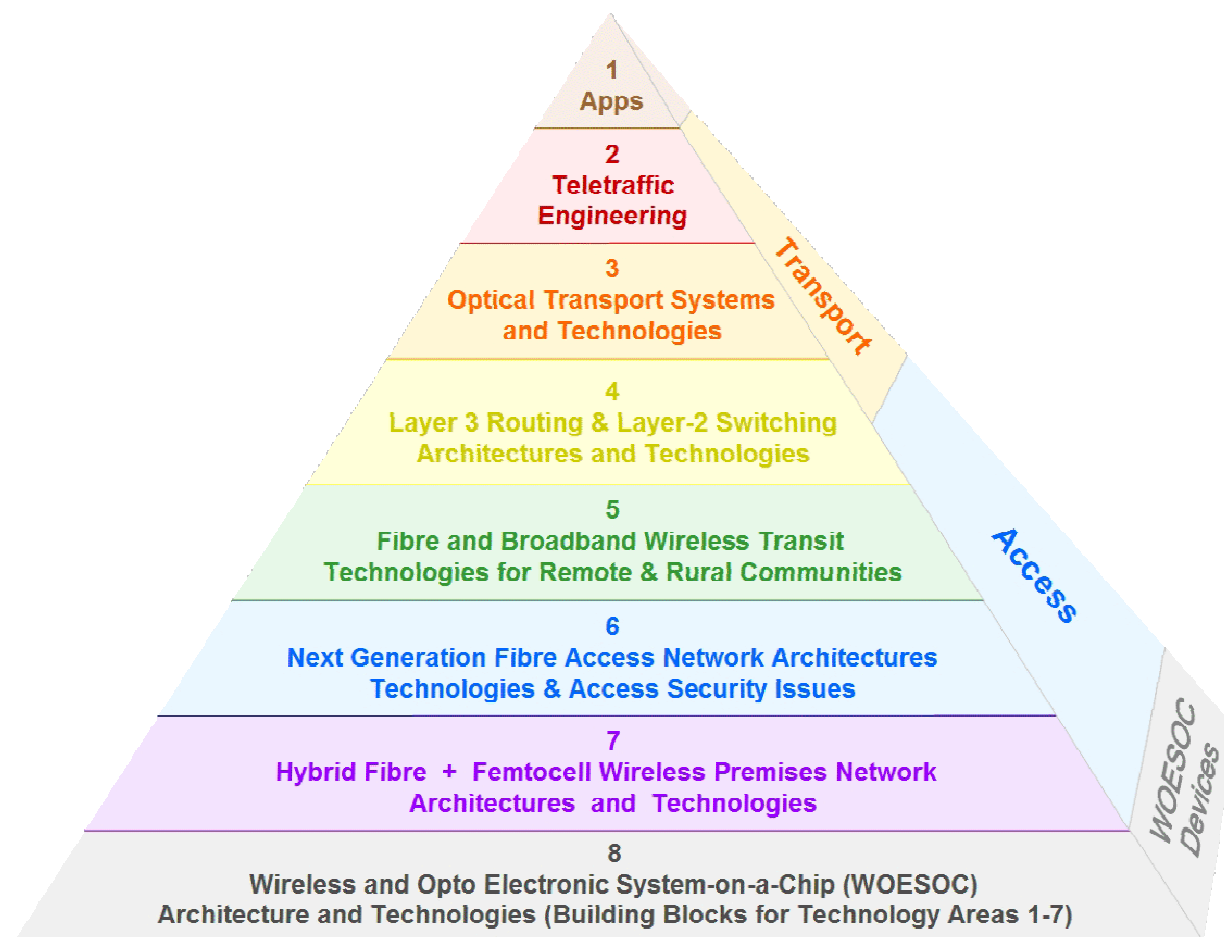 1
Apps
2
Teletraffic
Engineering
3
Optical Transport Systems
and Technologies
4
Layer 3 Routing & Layer-2 Switching
Architectures and Technologies
5
Fibre and Broadband Wireless Transit
Technologies for Remote & Rural Communities
6
Next Generation Fibre Access Network Architectures
Technologies & Access Security Issues
7
Hybrid Fibre + Femtocell Wireless Premises Network
Architectures and Technologies
8
Wireless and Opto Electronic System-on-a-Chip (WOESOC)
Architecture and Technologies (Building Blocks for Technology Areas 1-7)
Transport
Access
WOESOC
Devices